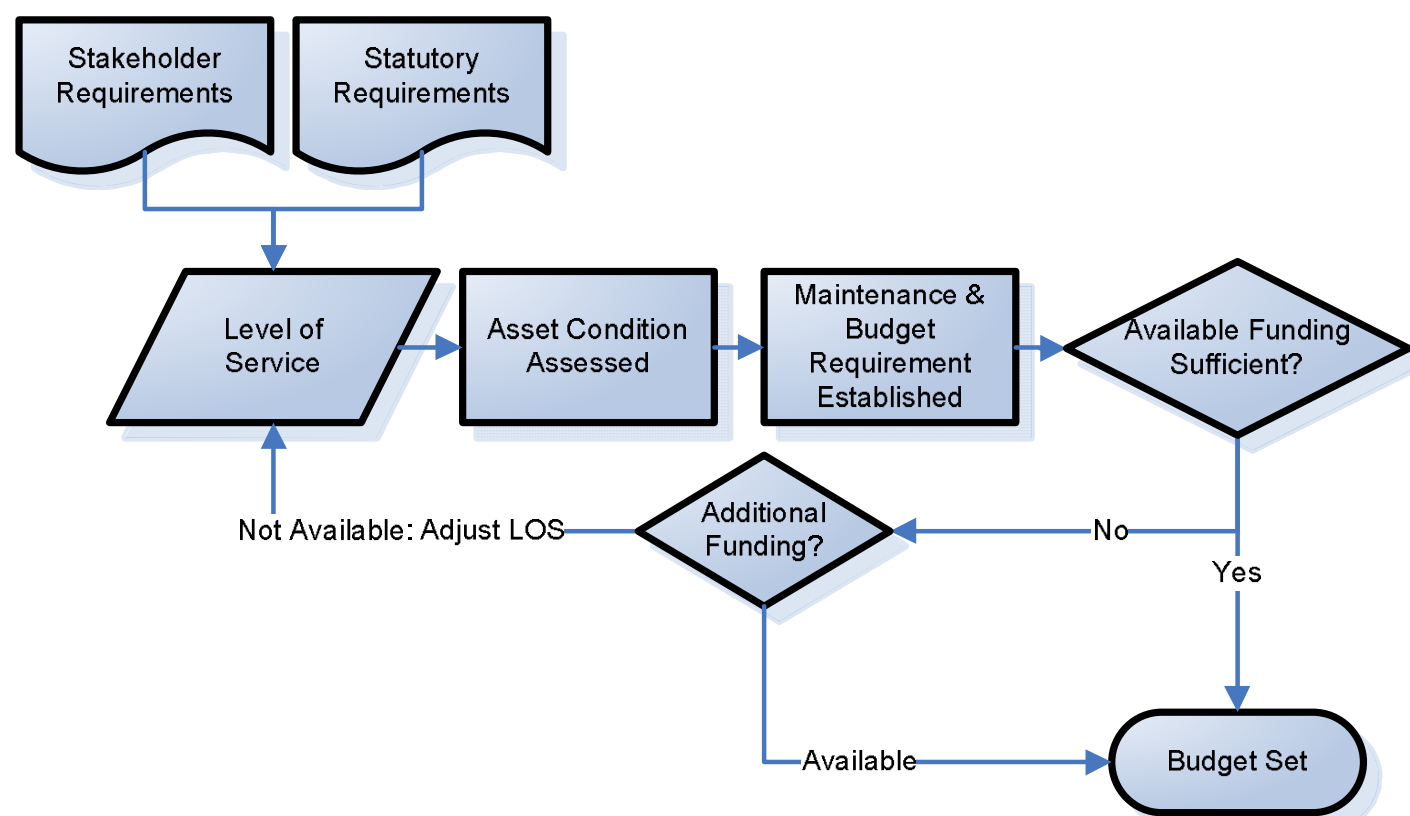 Stakeholder
Requirements
Statutory
Requirements
Level of
Service
Asset Condition
Assessed
Maintenance &
Budget
Requirement
Established
Available Funding
Sufficient?
Additional
Funding?
Not Available: Adjust LOS
No
Yes
Available
Budget Set